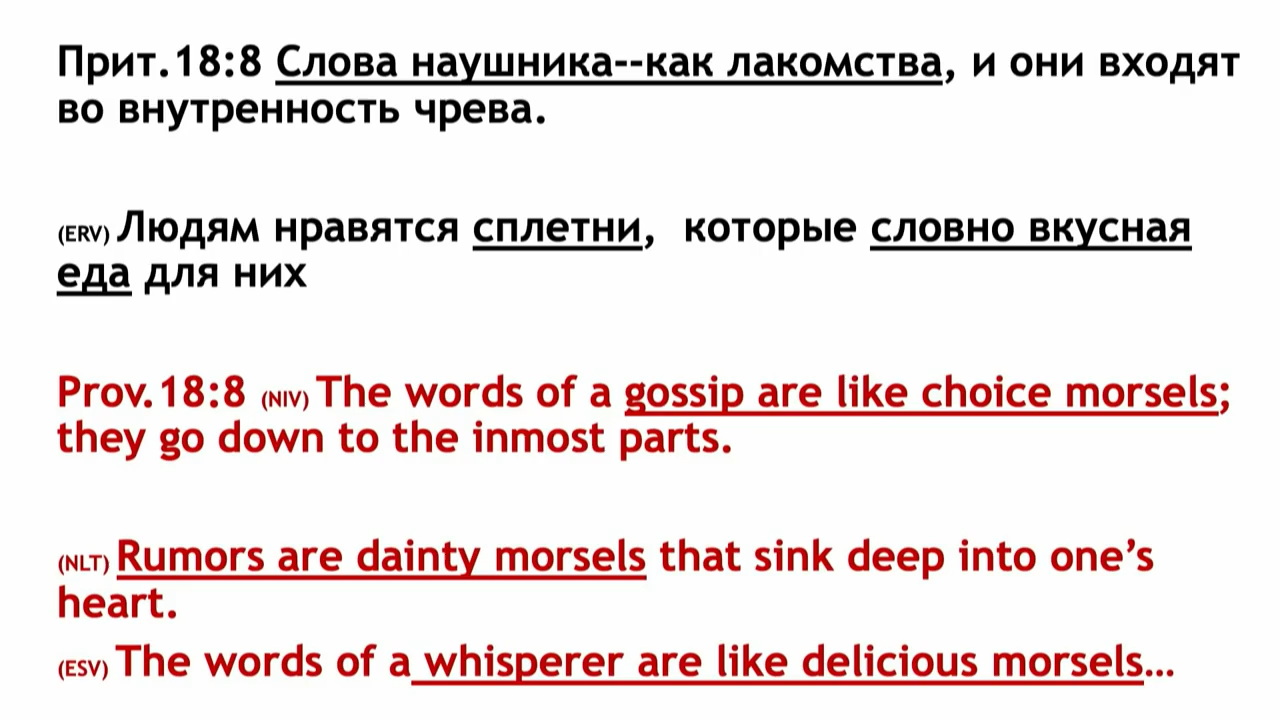 Прит.18:8 Слова наушника--как лакомства, и они входят
во внутренность чрева.
(ERV) Людям нравятся сплетни, которые словно вкусная
еда для них
Prov.18:8 (NIV) The words of a gossip are like choice morsels;
they go down to the inmost parts.
(NLT) Rumors are dainty morsels that sink deep into one’s
heart.
(ESV) The words of a whisperer are like delicious morsels…